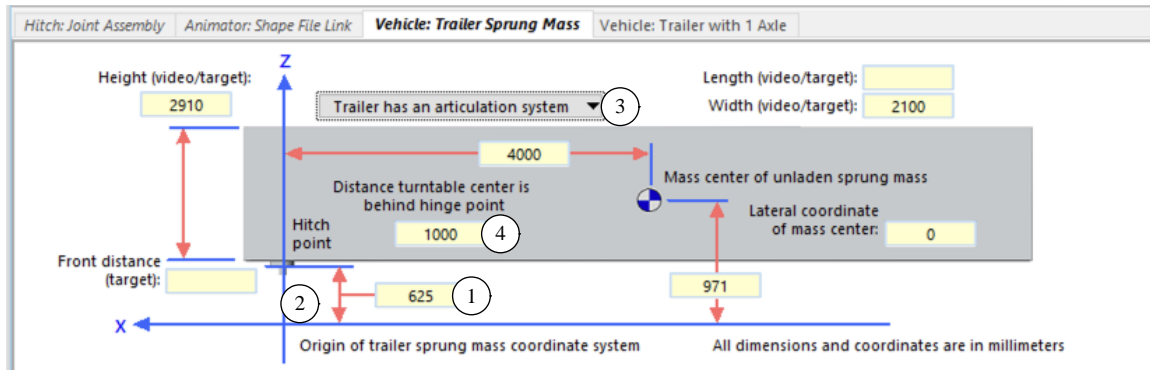 Hitch: Joint Assembly Animator: Shape File Link Vehicle: Trailer Sprung Mass Vehicle: Trailer with 1 Axle
Z
Height (video/target):
2910
Trailer has an articulation system
3
Length (video/target):
Width (video/target):
2100
4000
Mass center of unladen sprung mass
Distance turntable center is
behind hinge point
1000
4
Hitch
point
Lateral coordinate
of mass center:
0
Front distance
(target):
2
625
1
971
X
Origin of trailer sprung mass coordinate system
All dimensions and coordinates are in millimeters